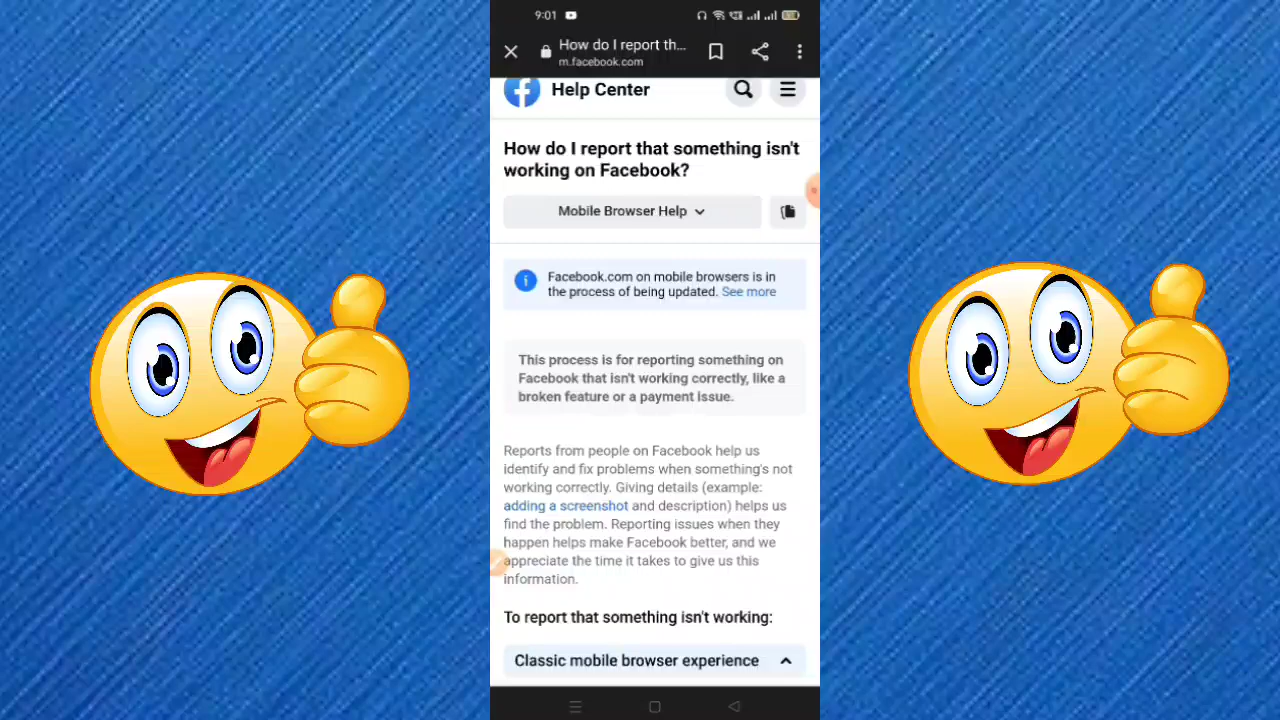 9:01
How do I report th...
m.facebook.com
Help Center
How do I report that something isn't
working on Facebook?
Mobile Browser Help
Facebook.com on mobile browsers is in
the process of being updated. See more
This process is for reporting something on
Facebook that isn't working correctly, like a
broken feature or a payment issue.
Reports from people on Facebook help us
identify and fix problems when something's not
working correctly. Giving details (example:
adding a screenshot and description) helps us
find the problem. Reporting issues when they
happen helps make Facebook better, and we
appreciate the time it takes to give us this
information.
To report that something isn't working:
Classic mobile browser experience